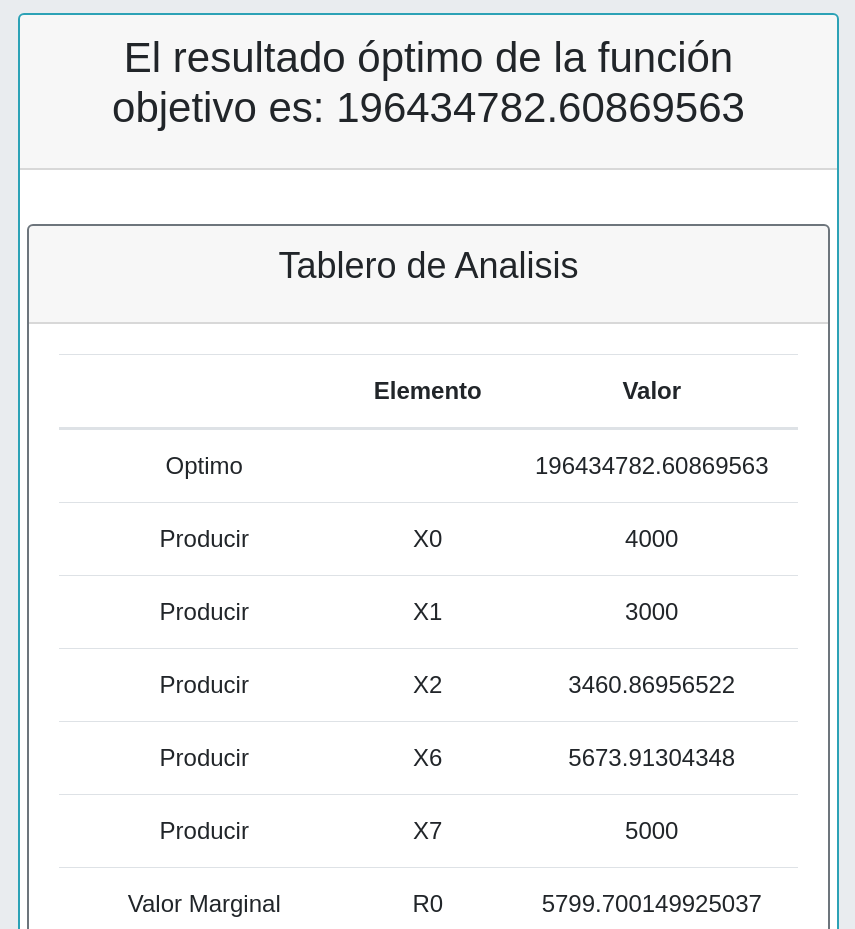 El resultado óptimo de la función
objetivo es: 196434782.60869563
Tablero de Analisis
Elemento Valor
Optimo 196434782.60869563
Producir X0 4000
Producir X1 3000
Producir X2 3460.86956522
Producir X6 5673.91304348
Producir X7 5000
Valor Marginal R0 5799.700149925037